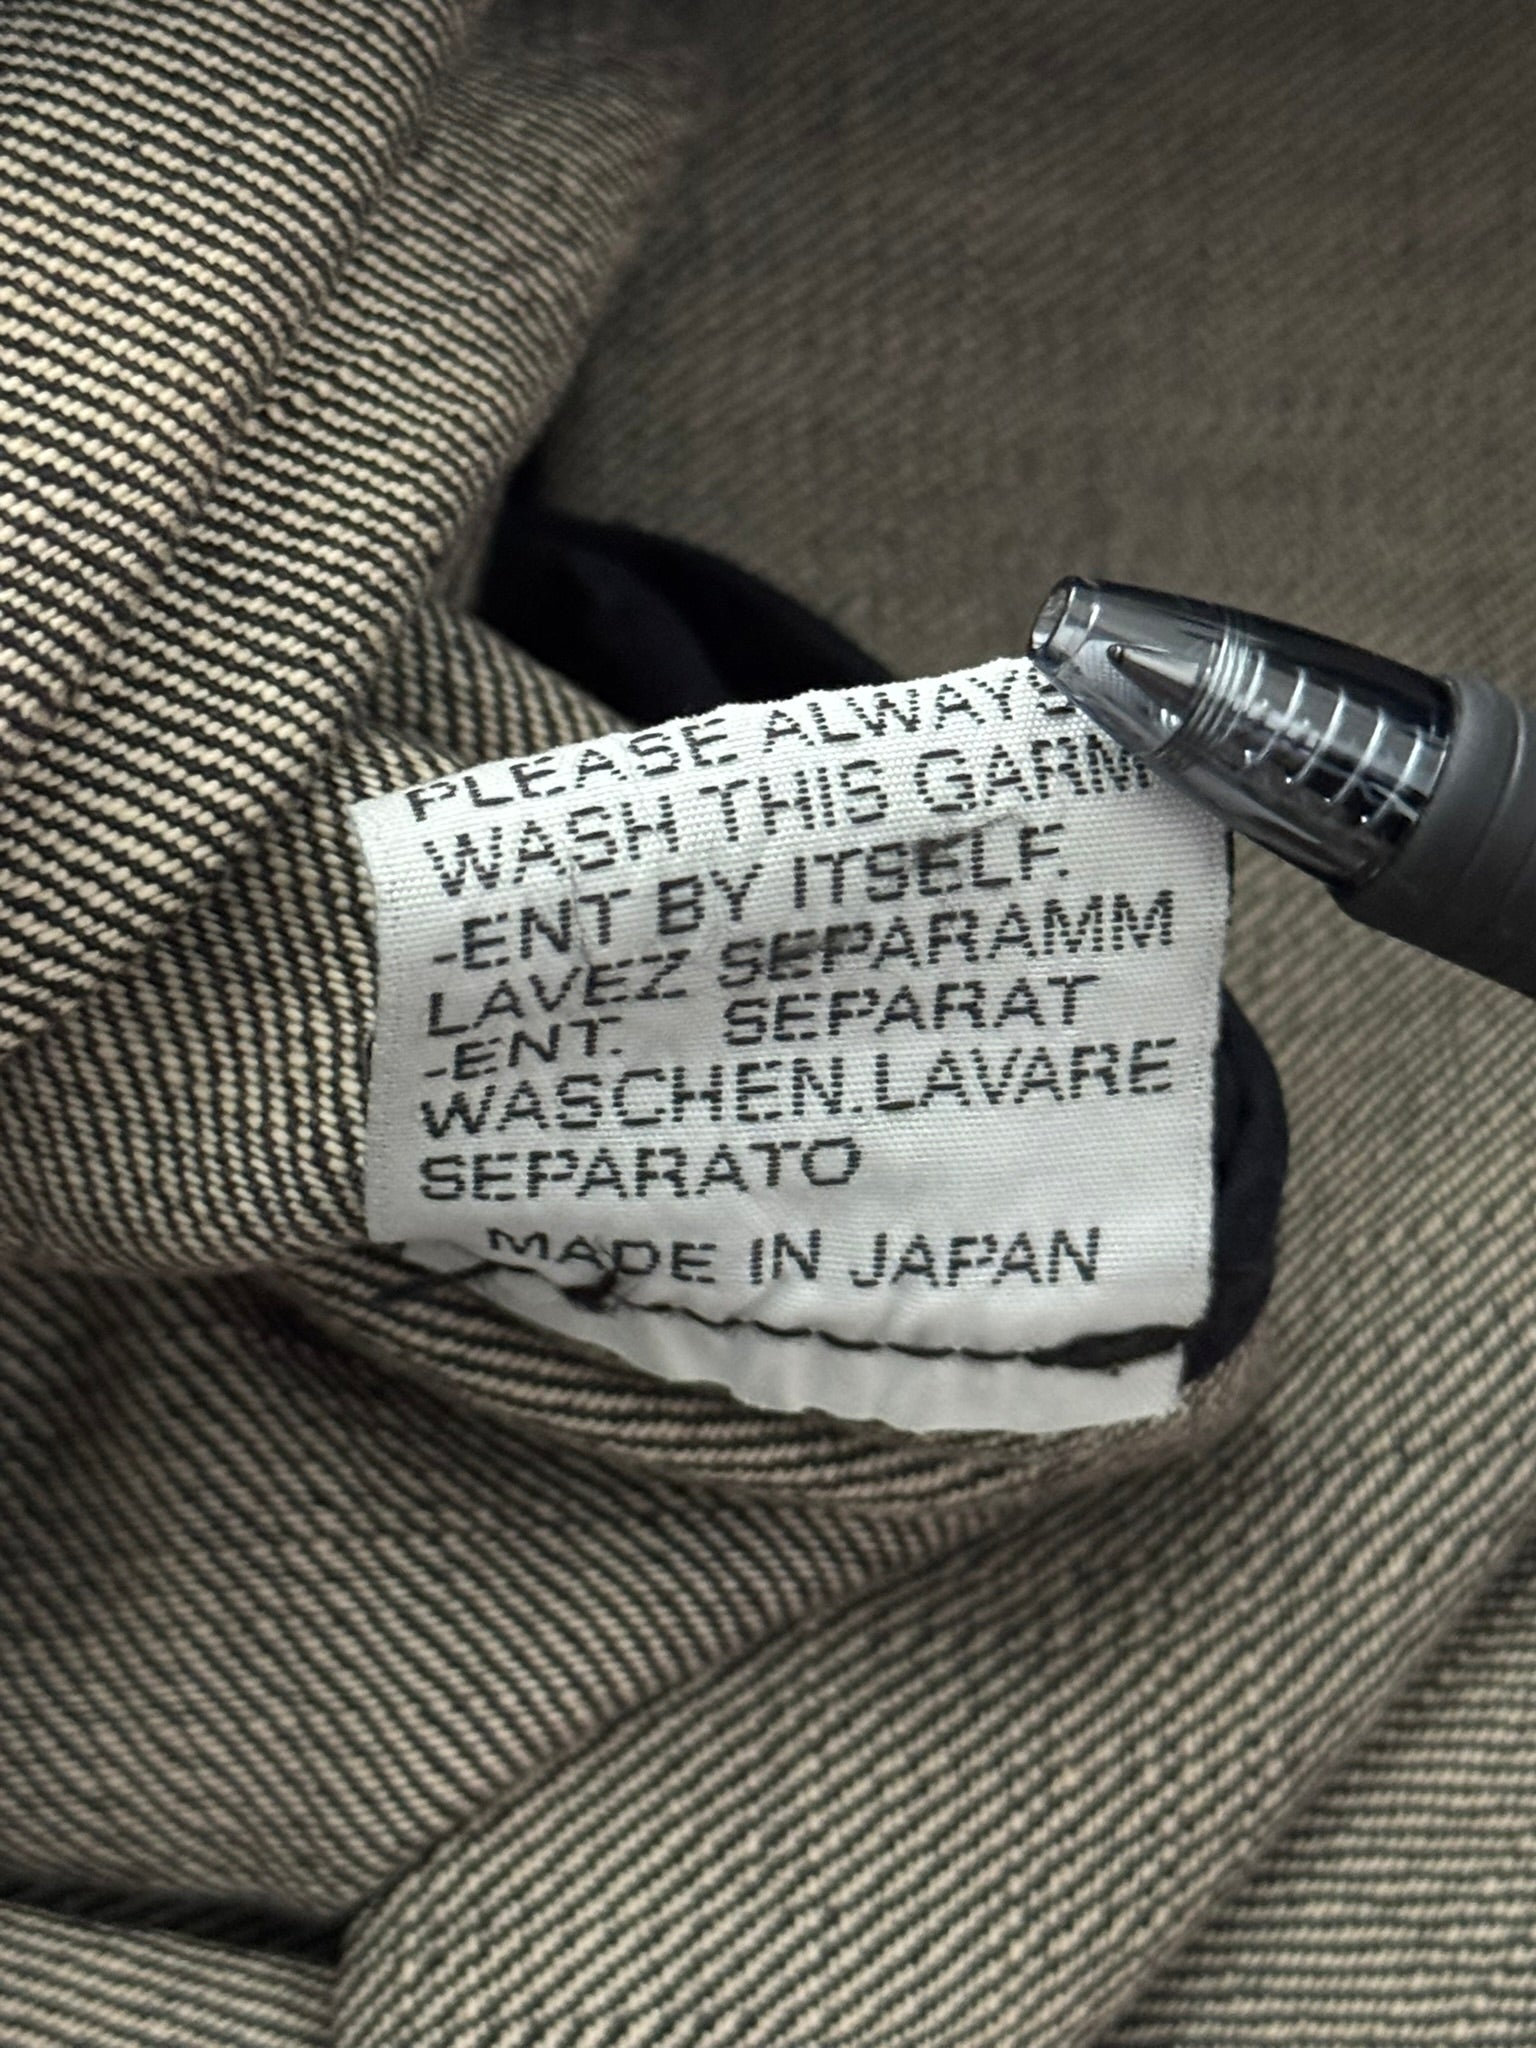 PLEASE ALWAYS
WASH THIS GARM
-ENT BY ITSELF.
LAVEZ SEPARAMM
-ENT. SEPARAT
WASCHEN.LAVARE
SEPARATO
MADE IN JAPAN